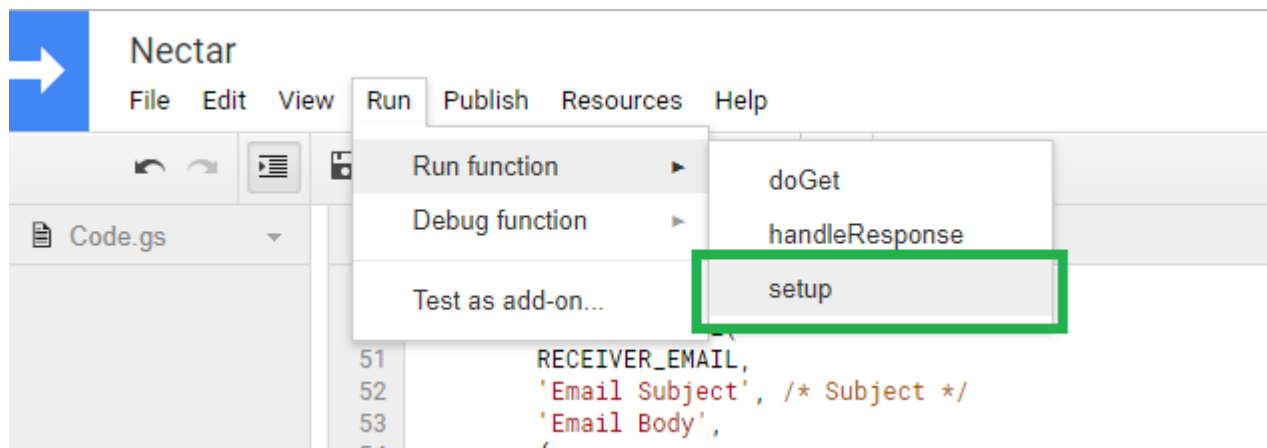 Nectar
File Edit View Run Publish Resources Help
Run function
doGet
Debug function
handleResponse
Code.gs
setup
Test as add-on...
51 RECEIVER_EMAIL,
52 'Email Subject', /* Subject */
53 'Email Body',